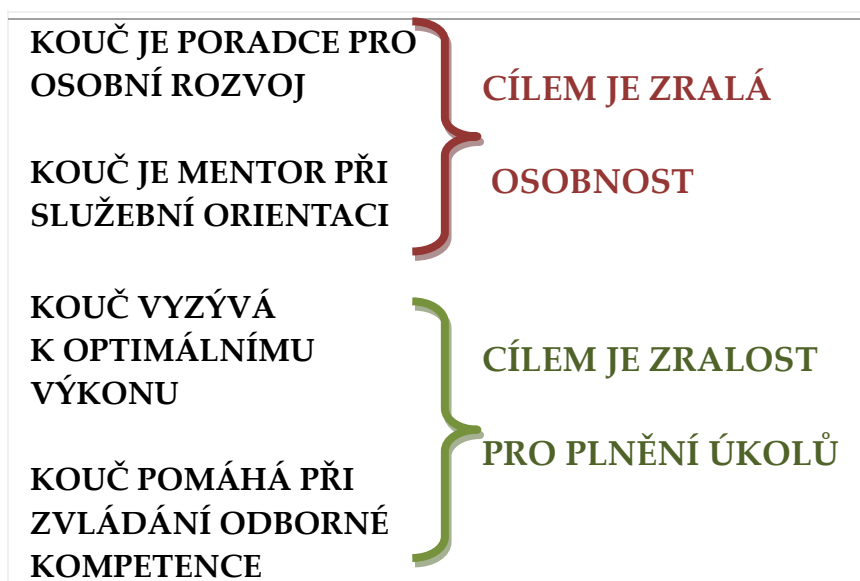 KOUČ JE PORADCE PRO
OSOBNÍ ROZVOJ
KOUČ JE MENTOR PŘI
SLUŽEBNÍ ORIENTACI
CÍLEM JE ZRALÁ
OSOBNOST
KOUČ VYZÝVÁ
K OPTIMÁLNÍMU
VÝKONU
KOUČ POMÁHÁ PŘI
ZVLÁDÁNÍ ODBORNÉ
KOMPETENCE
CÍLEM JE ZRALOST
PRO PLNĚNÍ ÚKOLŮ